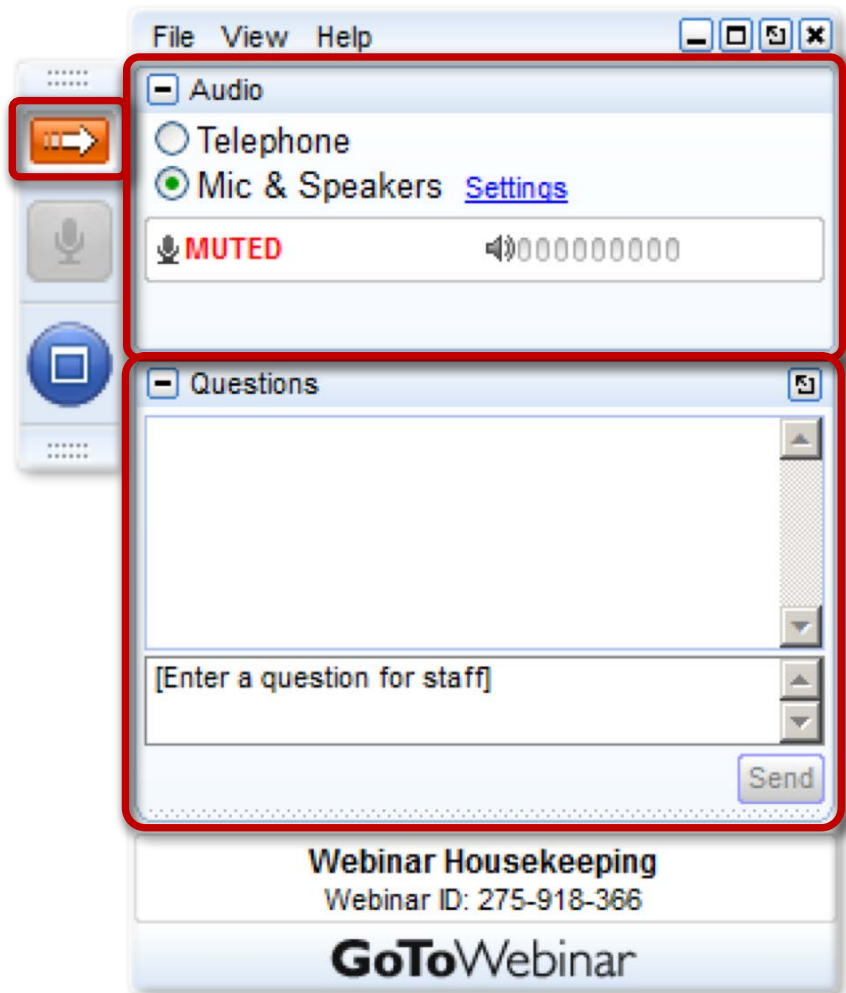 File View Help
Audio
Telephone
Mic & Speakers Settings
MUTED 000000000
Questions
[Enter a question for staff]
Send
Webinar Housekeeping
Webinar ID: 275-918-366
GoToWebinar